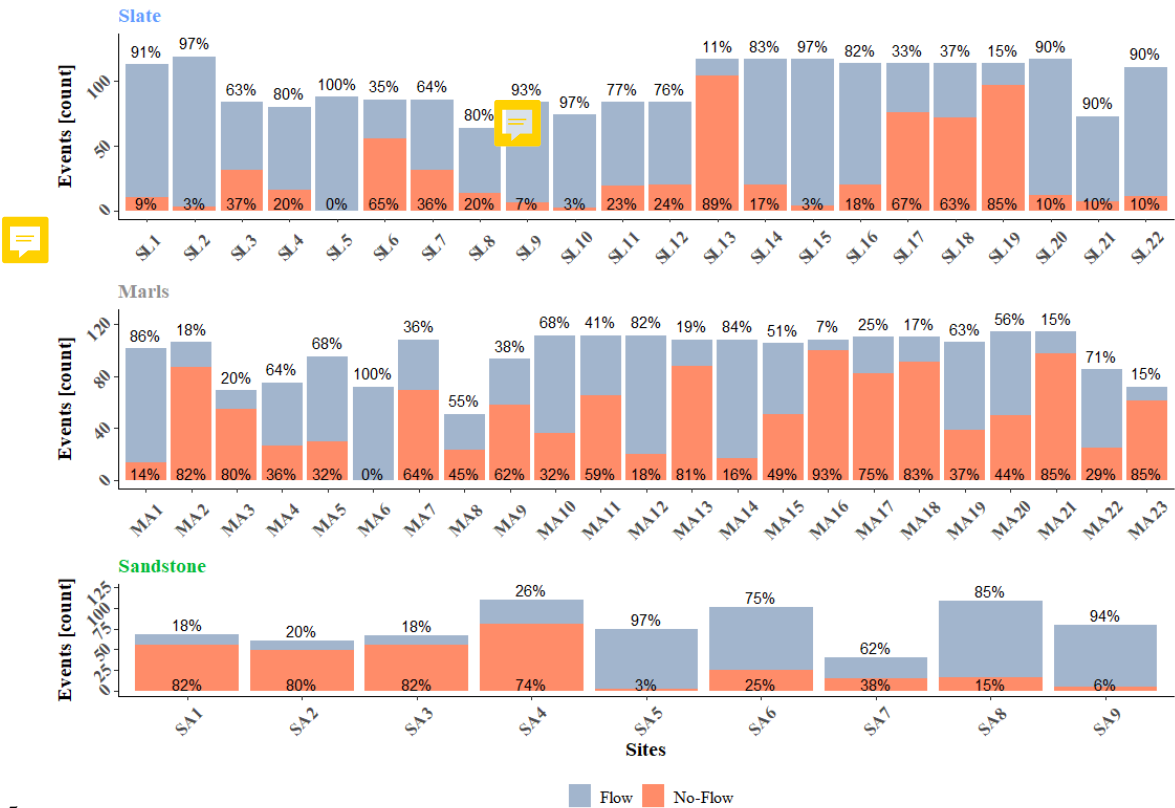 Slate
Events [count]
0 50 100
91% 97% 63% 80% 100% 35% 64% 80% 93% 97% 77% 76% 11% 83% 97% 82% 33% 37% 15% 90% 90% 90%
9% 3% 37% 20% 0% 65% 36% 20% 7% 3% 23% 24% 89% 17% 3% 18% 67% 63% 85% 10% 10% 10%
SL1 SL2 SL3 SL4 SL5 SL6 SL7 SL8 SL9 SL10 SL11 SL12 SL13 SL14 SL15 SL16 SL17 SL18 SL19 SL20 SL21 SL22
Marls
Events [count]
0 40 80 120
86% 18% 20% 64% 68% 100% 36% 55% 38% 68% 41% 82% 19% 84% 51% 7% 25% 17% 63% 56% 15% 71% 15%
14% 82% 80% 36% 32% 0% 64% 45% 62% 32% 59% 18% 81% 16% 49% 93% 75% 83% 37% 44% 85% 29% 85%
MA1 MA2 MA3 MA4 MA5 MA6 MA7 MA8 MA9 MA10 MA11 MA12 MA13 MA14 MA15 MA16 MA17 MA18 MA19 MA20 MA21 MA22 MA23
Sandstone
Events [count]
0 25 50 75 100 125
18% 20% 18% 26% 97% 75% 62% 85% 94%
82% 80% 82% 74% 3% 25% 38% 15% 6%
SA1 SA2 SA3 SA4 SA5 SA6 SA7 SA8 SA9
Sites
Flow No-Flow